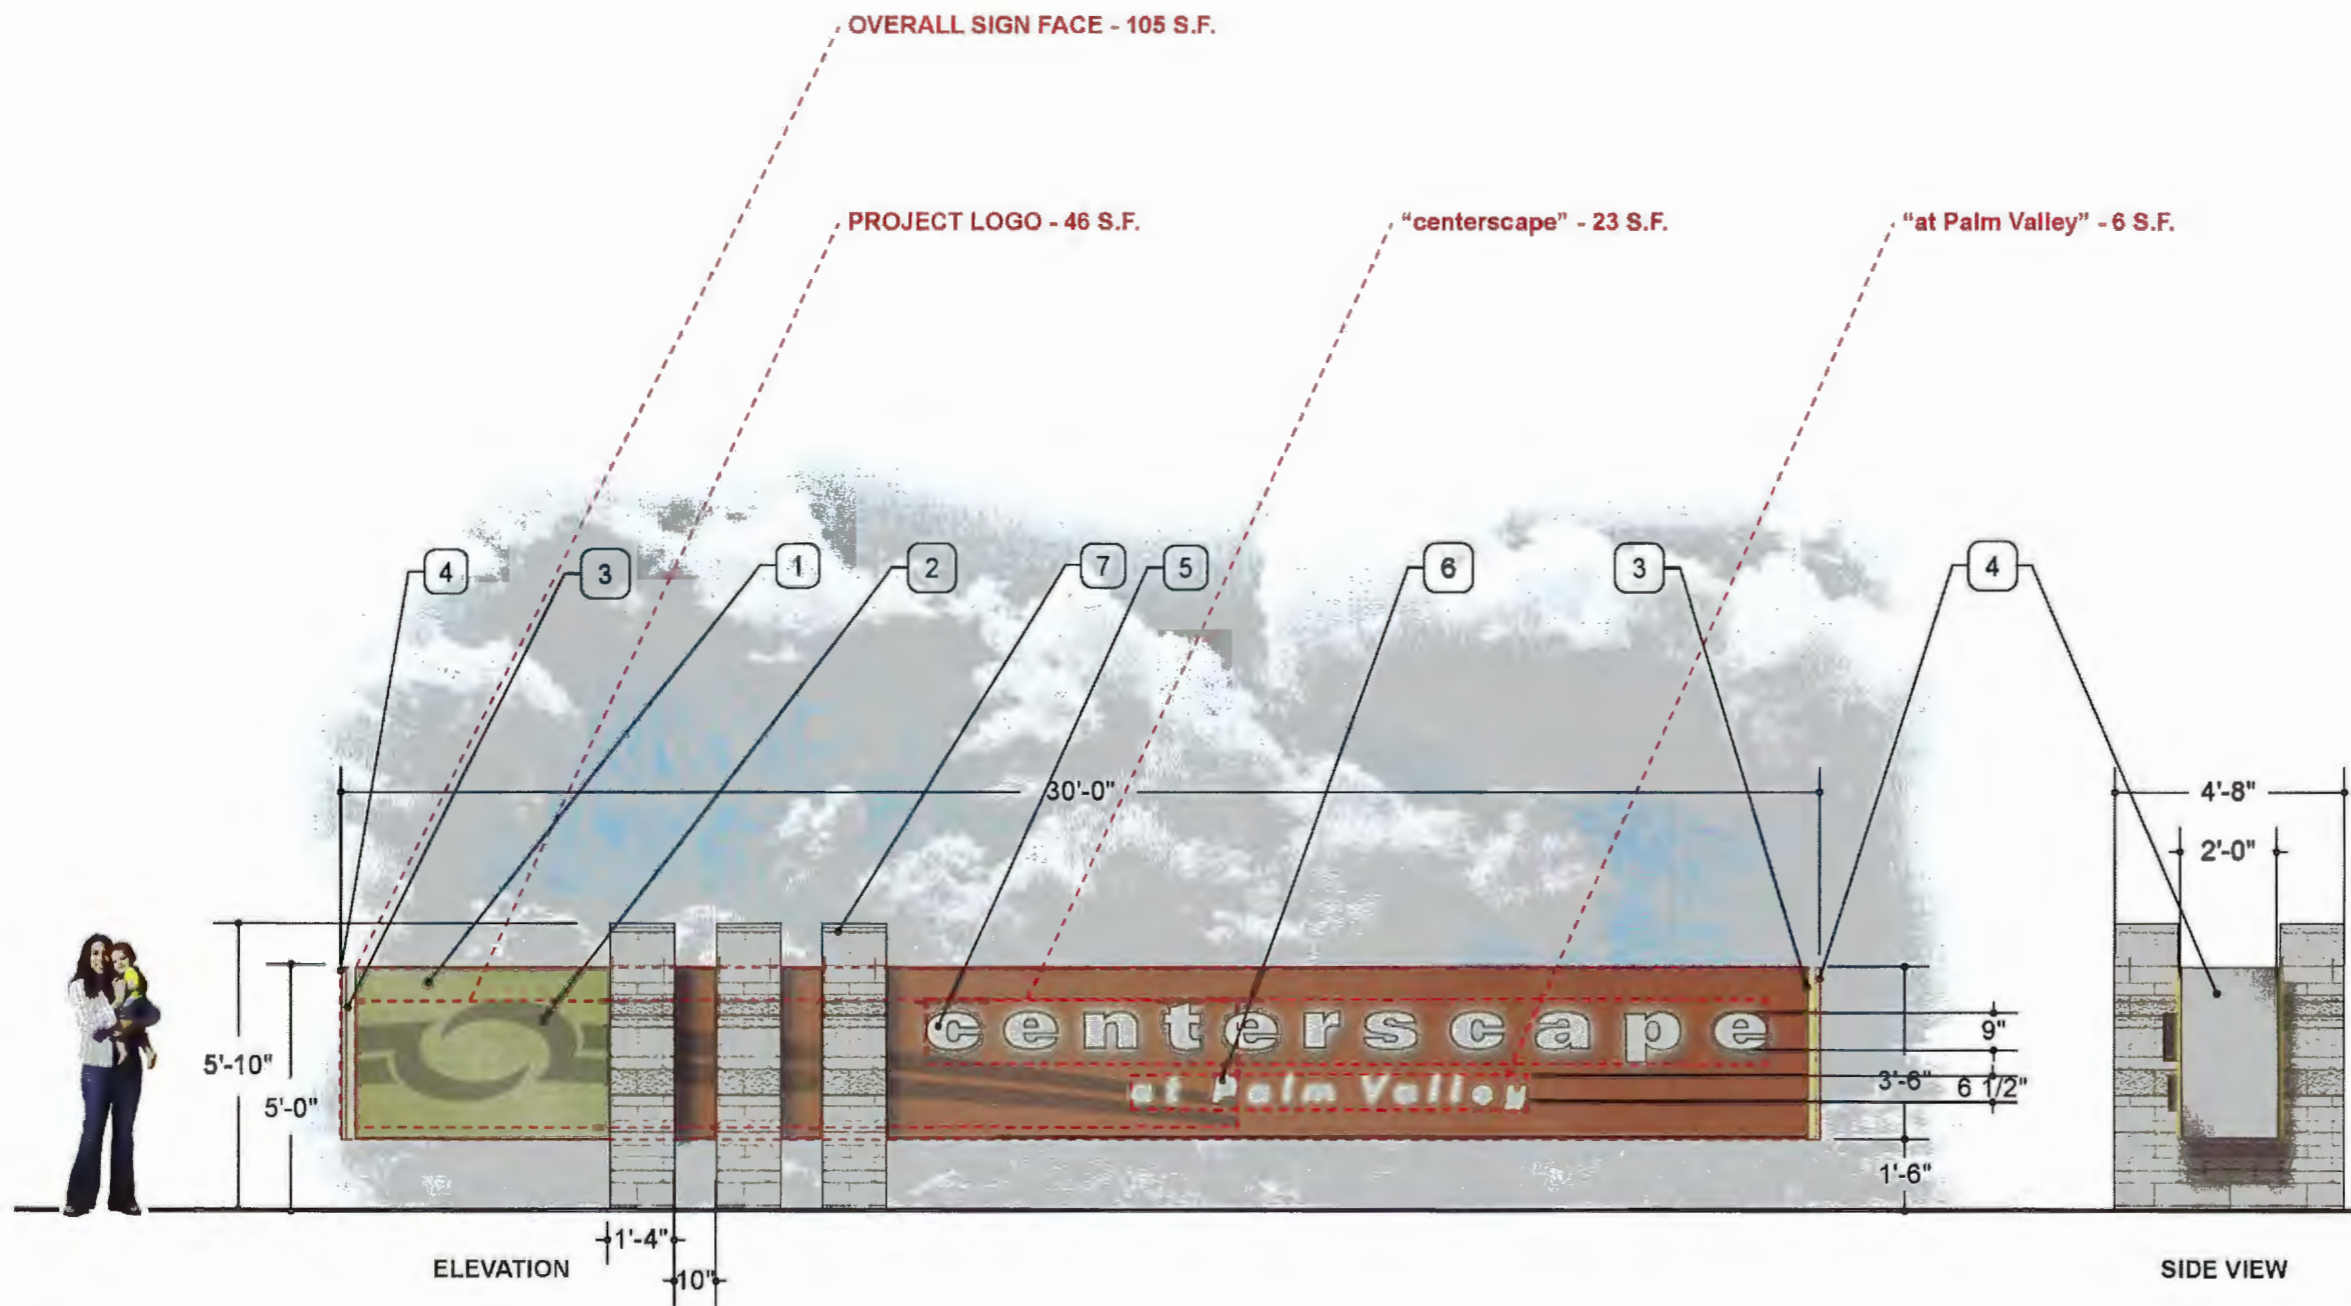 OVERALL SIGN FACE - 105 S.F.
PROJECT LOGO - 46 S.F.
“centerscape” - 23 S.F.
“at Palm Valley” - 6 S.F.
4
3
1
2
7
5
6
3
4
30'-0"
4'-8"
2'-0"
centerscape
at Palm Valley
9"
5'-10"
3'-6"
6 1/2"
5'-0"
1'-6"
1'-4"
10"
ELEVATION
SIDE VIEW